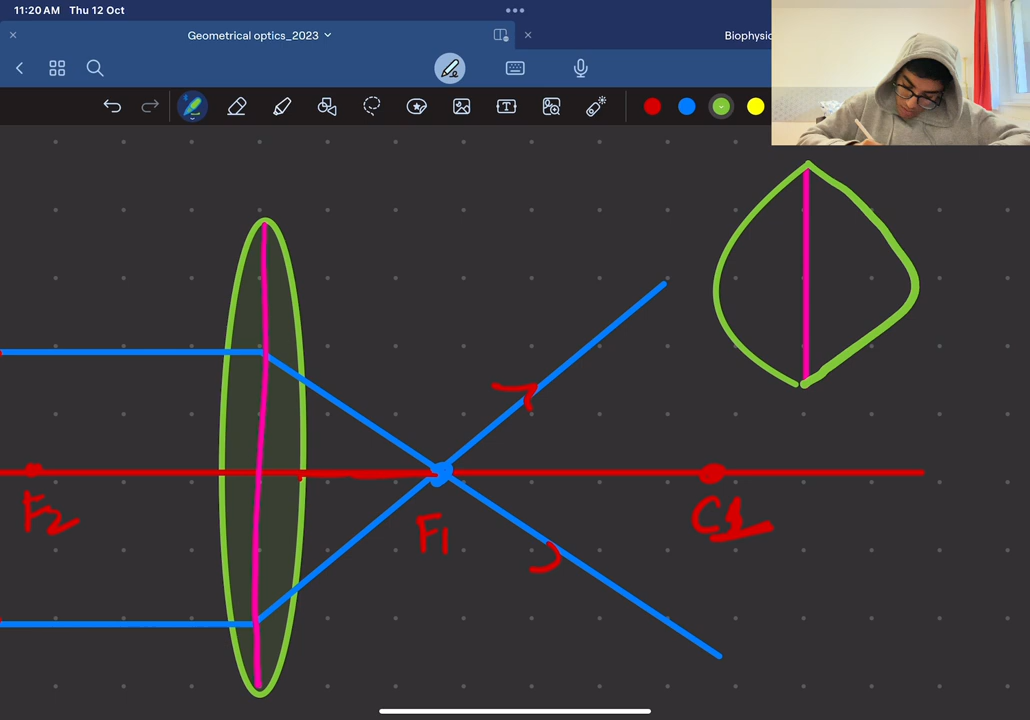 11:20 AM Thu 12 Oct
Geometrical optics_2023
Biophysic
T
F2
F1
C1